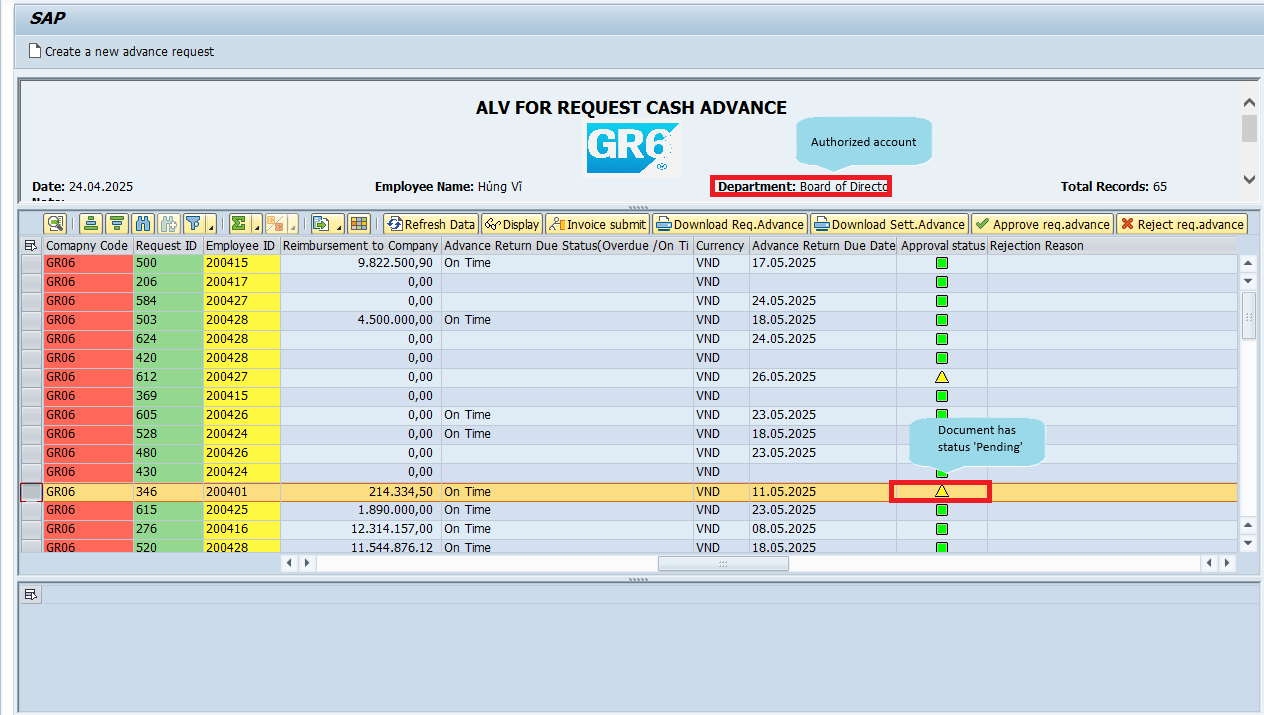 SAP
Create a new advance request
ALV FOR REQUEST CASH ADVANCE
GR6
Authorized account
Date: 24.04.2025 Employee Name: Hùng Vĩ Department: Board of Directo Total Records: 65
Refresh Data Display Invoice submit Download Req.Advance Download Sett.Advance Approve req.advance Reject req.advance
Comapny Code Request ID Employee ID Reimbursement to Company Advance Return Due Status(Overdue /On Ti Currency Advance Return Due Date Approval status Rejection Reason
GR06 500 200415 9.822.500,90 On Time VND 17.05.2025
GR06 206 200417 0,00 VND
GR06 584 200427 0,00 VND 24.05.2025
GR06 503 200428 4.500.000,00 On Time VND 18.05.2025
GR06 624 200428 0,00 VND 24.05.2025
GR06 420 200428 0,00 VND
GR06 612 200427 0,00 VND 26.05.2025
GR06 369 200415 0,00 VND
GR06 605 200426 0,00 On Time VND 23.05.2025
GR06 528 200424 0,00 On Time VND 18.05.2025
Document has
status 'Pending'
GR06 480 200426 0,00 VND 23.05.2025
GR06 430 200424 0,00 VND
GR06 346 200401 214.334,50 On Time VND 11.05.2025
GR06 615 200425 1.890.000,00 On Time VND 23.05.2025
GR06 276 200416 12.314.157,00 On Time VND 08.05.2025
GR06 520 200428 11.544.876.12 On Time VND 18.05.2025